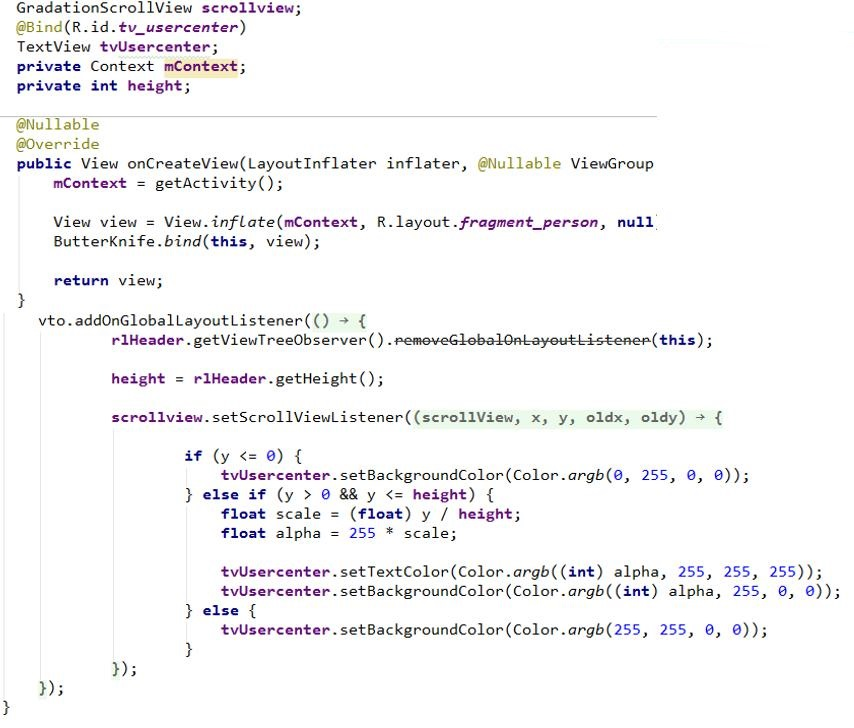 GradationScrollView scrollview;
@Bind(R.id.tv_usercenter)
TextView tvUsercenter;
private Context mContext;
private int height;
@Nullable
@Override
public View onCreateView(LayoutInflater inflater, @Nullable ViewGroup
mContext = getActivity();
View view = View.inflate(mContext, R.layout.fragment_person, null
ButterKnife.bind(this, view);
return view;
}
vto.addOnGlobalLayoutListener(() → {
rlHeader.getViewTreeObserver().removeGlobalOnLayoutListener(this);
height = rlHeader.getHeight();
scrollview.setScrollViewListener((scrollView, x, y, oldx, oldy) → {
if (y <= 0) {
tvUsercenter.setBackgroundColor(Color.argb(0, 255, 0, 0));
} else if (y > 0 && y <= height) {
float scale = (float) y / height;
float alpha = 255 * scale;
tvUsercenter.setTextColor(Color.argb((int) alpha, 255, 255, 255));
tvUsercenter.setBackgroundColor(Color.argb((int) alpha, 255, 0, 0));
} else {
tvUsercenter.setBackgroundColor(Color.argb(255, 255, 0, 0));
}
});
});
}